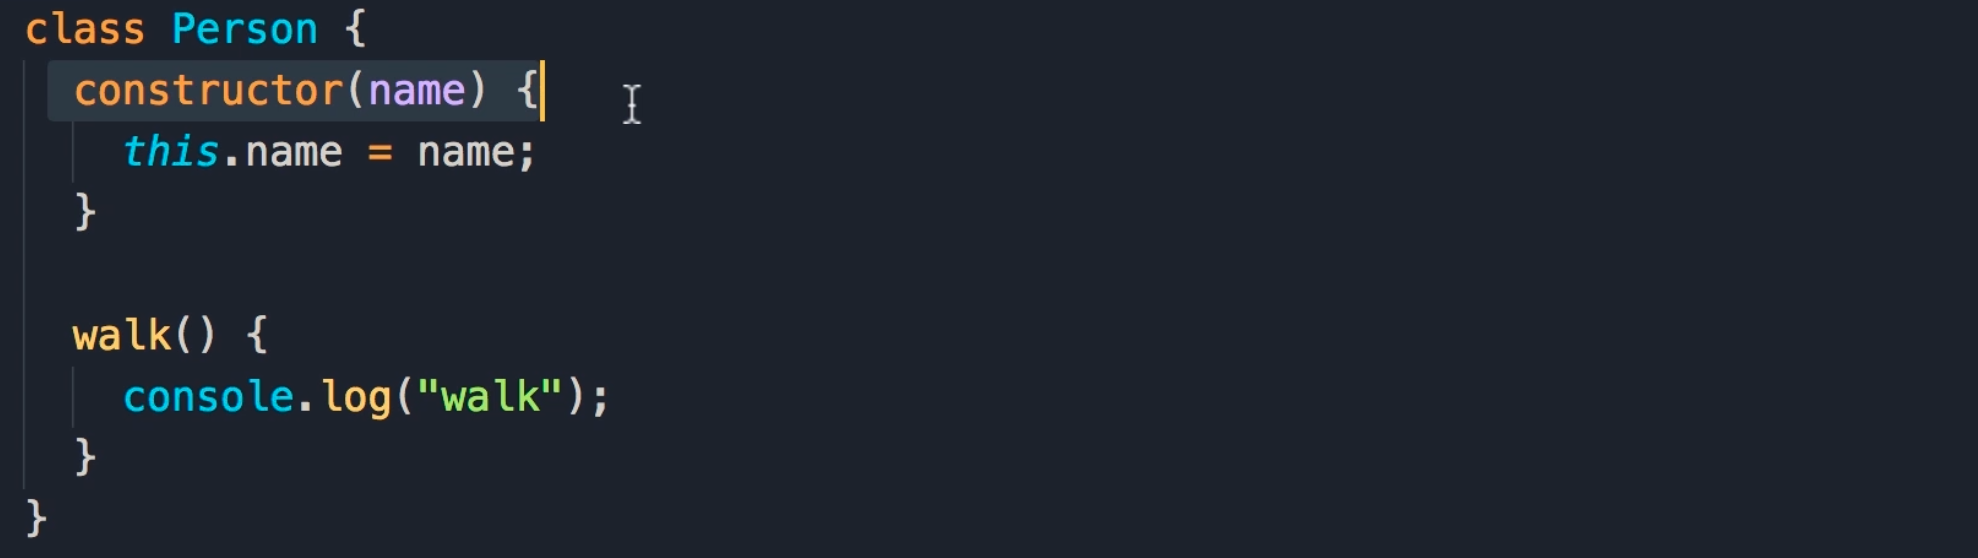 class Person {
  constructor(name) {
    this.name = name;
  }

  walk() {
    console.log("walk");
  }
}